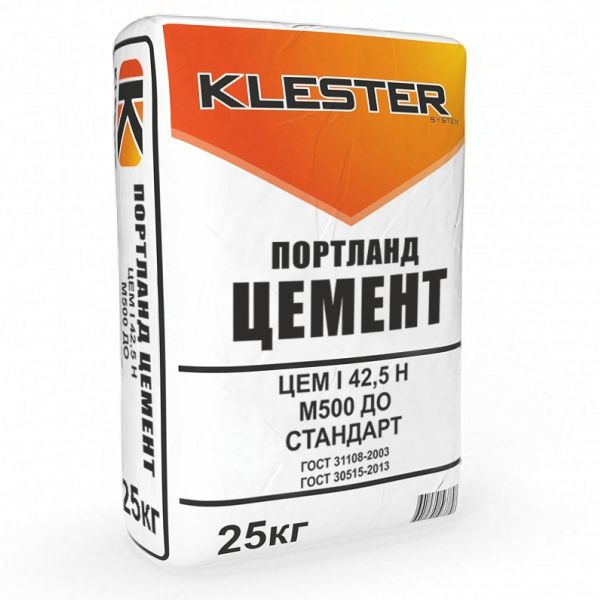 KLESTER
SYSTEM
ПОРТЛАНД
ЦЕМЕНТ
ЦЕМ I 42,5 Н
М500 ДО
СТАНДАРТ
ГОСТ 31108-2003
ГОСТ 30515-2013
25кг
К
ПОРТЛАНД ЦЕМЕНТ
ЦЕМ I 42,5 Н
М500 ДО
25кг